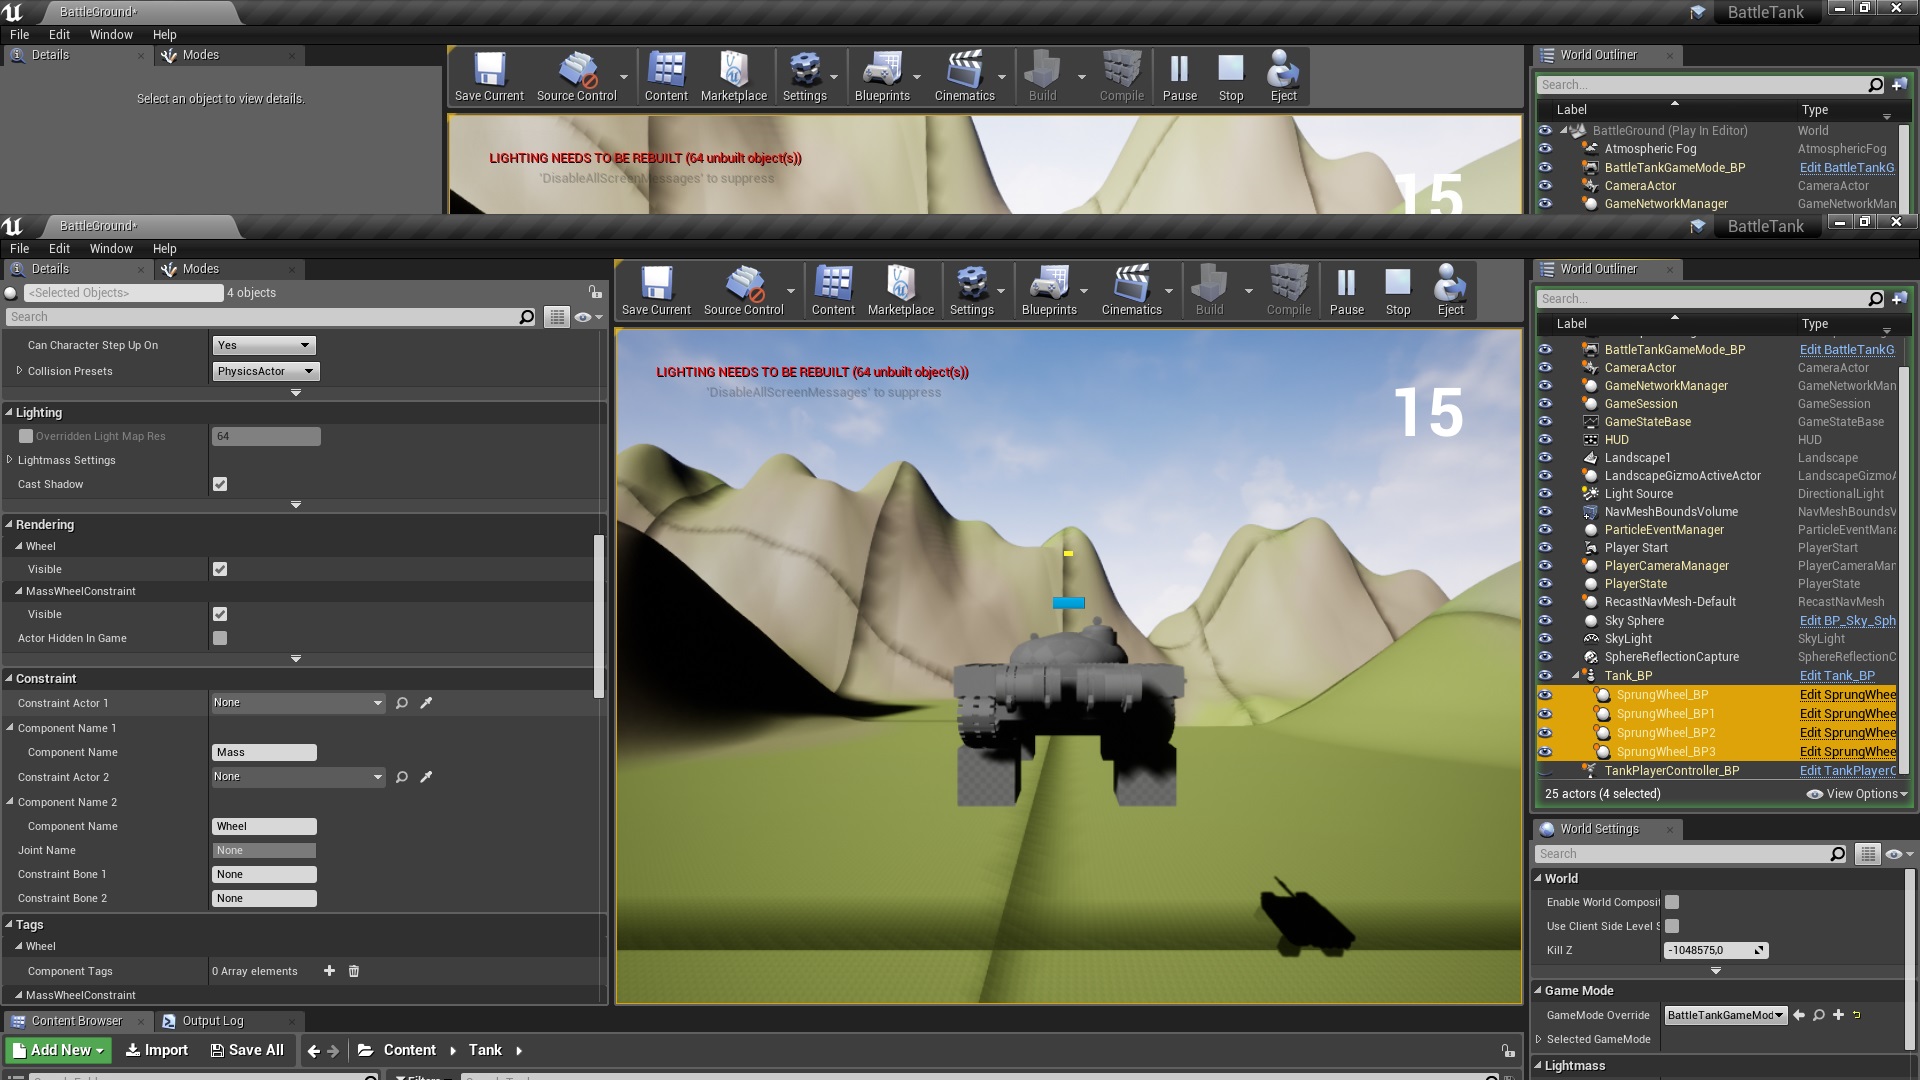 BattleGround*
BattleTank
File Edit Window Help
Details
Modes
Select an object to view details.
Save Current
Source Control
Content
Marketplace
Settings
Blueprints
Cinematics
Build
Compile
Pause
Stop
Eject
LIGHTING NEEDS TO BE REBUILT (64 unbuilt object(s))
'DisableAllScreenMessages' to suppress
15
World Outliner
Search...
Label Type
BattleGround (Play In Editor) World
Atmospheric Fog AtmosphericFog
BattleTankGameMode_BP Edit BattleTankG
CameraActor CameraActor
GameNetworkManager GameNetworkMan
BattleGround*
BattleTank
File Edit Window Help
Details
Modes
<Selected Objects> 4 objects
Search
Can Character Step Up On Yes
Collision Presets PhysicsActor
Lighting
Overridden Light Map Res 64
Lightmass Settings
Cast Shadow
Rendering
Wheel
Visible
MassWheelConstraint
Visible
Actor Hidden In Game
Constraint
Constraint Actor 1 None
Component Name 1
Component Name Mass
Constraint Actor 2 None
Component Name 2
Component Name Wheel
Joint Name None
Constraint Bone 1 None
Constraint Bone 2 None
Tags
Wheel
Component Tags 0 Array elements
MassWheelConstraint
Save Current
Source Control
Content
Marketplace
Settings
Blueprints
Cinematics
Build
Compile
Pause
Stop
Eject
LIGHTING NEEDS TO BE REBUILT (64 unbuilt object(s))
'DisableAllScreenMessages' to suppress
15
World Outliner
Search...
Label Type
BattleTankGameMode_BP Edit BattleTankG
CameraActor CameraActor
GameNetworkManager GameNetworkMan
GameSession GameSession
GameStateBase GameStateBase
HUD HUD
Landscape1 Landscape
LandscapeGizmoActiveActor LandscapeGizmoA
Light Source DirectionalLight
NavMeshBoundsVolume NavMeshBoundsV
ParticleEventManager ParticleEventMana
Player Start PlayerStart
PlayerCameraManager PlayerCameraMan
PlayerState PlayerState
RecastNavMesh-Default RecastNavMesh
Sky Sphere Edit BP_Sky_Sph
SkyLight SkyLight
SphereReflectionCapture SphereReflectionC
Tank_BP Edit Tank_BP
SprungWheel_BP Edit SprungWhee
SprungWheel_BP1 Edit SprungWhee
SprungWheel_BP2 Edit SprungWhee
SprungWheel_BP3 Edit SprungWhee
TankPlayerController_BP Edit TankPlayerC
25 actors (4 selected) View Options
World Settings
Search
World
Enable World Composit
Use Client Side Level S
Kill Z -1048575,0
Game Mode
GameMode Override BattleTankGameMod
Selected GameMode
Lightmass
Content Browser
Output Log
Add New Import Save All Content Tank